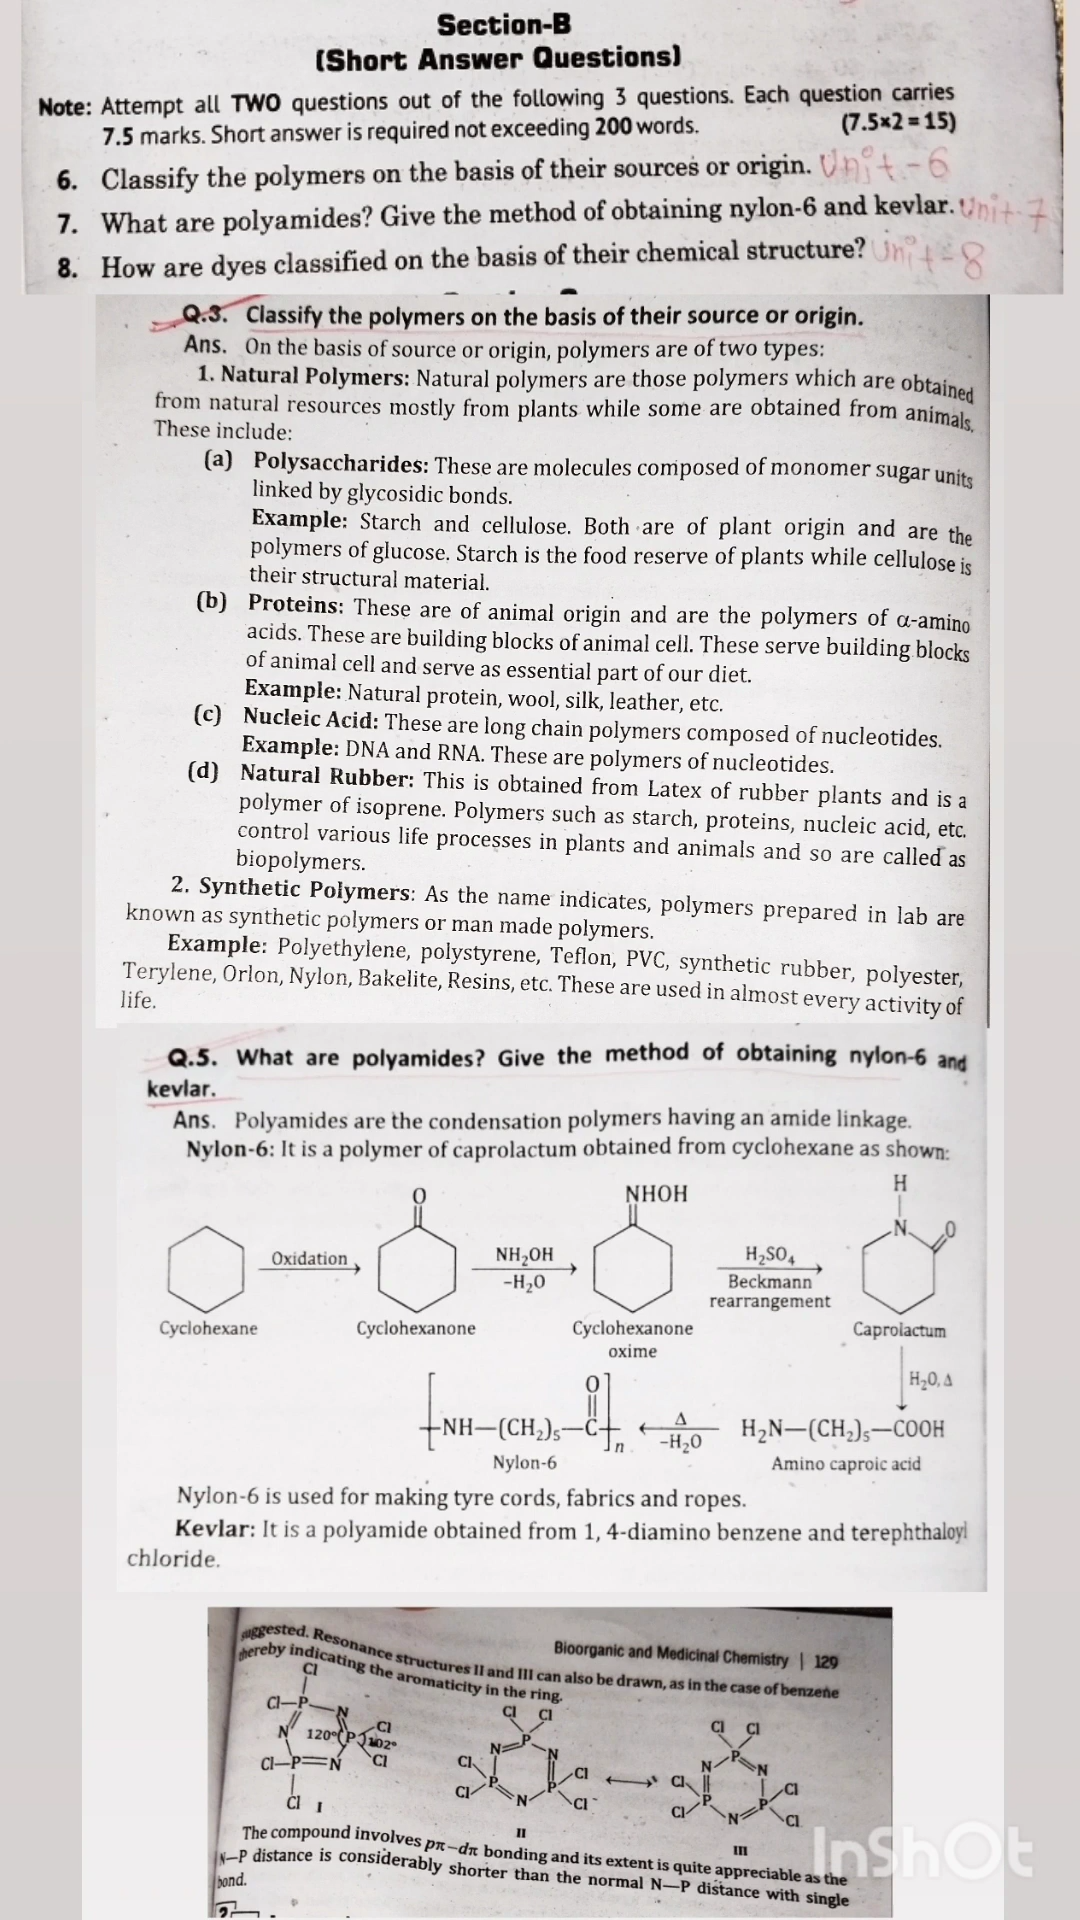 Section-B
(Short Answer Questions)
Note: Attempt all TWO questions out of the following 3 questions. Each question carries
7.5 marks. Short answer is required not exceeding 200 words. (7.5×2=15)
6. Classify the polymers on the basis of their sources or origin. Unit-6
7. What are polyamides? Give the method of obtaining nylon-6 and kevlar. Unit-7
8. How are dyes classified on the basis of their chemical structure? Unit-8
Q.3. Classify the polymers on the basis of their source or origin.
Ans. On the basis of source or origin, polymers are of two types:
1. Natural Polymers: Natural polymers are those polymers which are obtained
from natural resources mostly from plants while some are obtained from animals.
These include:
(a) Polysaccharides: These are molecules composed of monomer sugar units
linked by glycosidic bonds.
Example: Starch and cellulose. Both are of plant origin and are the
polymers of glucose. Starch is the food reserve of plants while cellulose is
their structural material.
(b) Proteins: These are of animal origin and are the polymers of α-amino
acids. These are building blocks of animal cell. These serve building blocks
of animal cell and serve as essential part of our diet.
Example: Natural protein, wool, silk, leather, etc.
(c) Nucleic Acid: These are long chain polymers composed of nucleotides.
Example: DNA and RNA. These are polymers of nucleotides.
(d) Natural Rubber: This is obtained from Latex of rubber plants and is a
polymer of isoprene. Polymers such as starch, proteins, nucleic acid, etc.
control various life processes in plants and animals and so are called as
biopolymers.
2. Synthetic Polymers: As the name indicates, polymers prepared in lab are
known as synthetic polymers or man made polymers.
Example: Polyethylene, polystyrene, Teflon, PVC, synthetic rubber, polyester,
Terylene, Orlon, Nylon, Bakelite, Resins, etc. These are used in almost every activity of
life.
Q.5. What are polyamides? Give the method of obtaining nylon-6 and
kevlar.
Ans. Polyamides are the condensation polymers having an amide linkage.
Nylon-6: It is a polymer of caprolactum obtained from cyclohexane as shown:
O NHOH H
N O
Oxidation NH₂OH H₂SO₄
–H₂O Beckmann
rearrangement
Cyclohexane Cyclohexanone Cyclohexanone Caprolactum
oxime
H₂O, Δ
O
NH—(CH₂)₅—C n Δ H₂N—(CH₂)₅—COOH
–H₂O
Nylon-6 Amino caproic acid
Nylon-6 is used for making tyre cords, fabrics and ropes.
Kevlar: It is a polyamide obtained from 1, 4-diamino benzene and terephthaloyl
chloride.
Bioorganic and Medicinal Chemistry | 129
suggested. Resonance structures II and III can also be drawn, as in the case of benzene
thereby indicating the aromaticity in the ring.
Cl Cl Cl Cl Cl
Cl—P N P P
N 120° P 102° Cl N N N N
Cl—P=N Cl Cl Cl Cl Cl
Cl P P Cl P P
Cl N Cl Cl N Cl
I II III
The compound involves pπ–dπ bonding and its extent is quite appreciable as the
N—P distance is considerably shorter than the normal N—P distance with single
bond.
InShOt